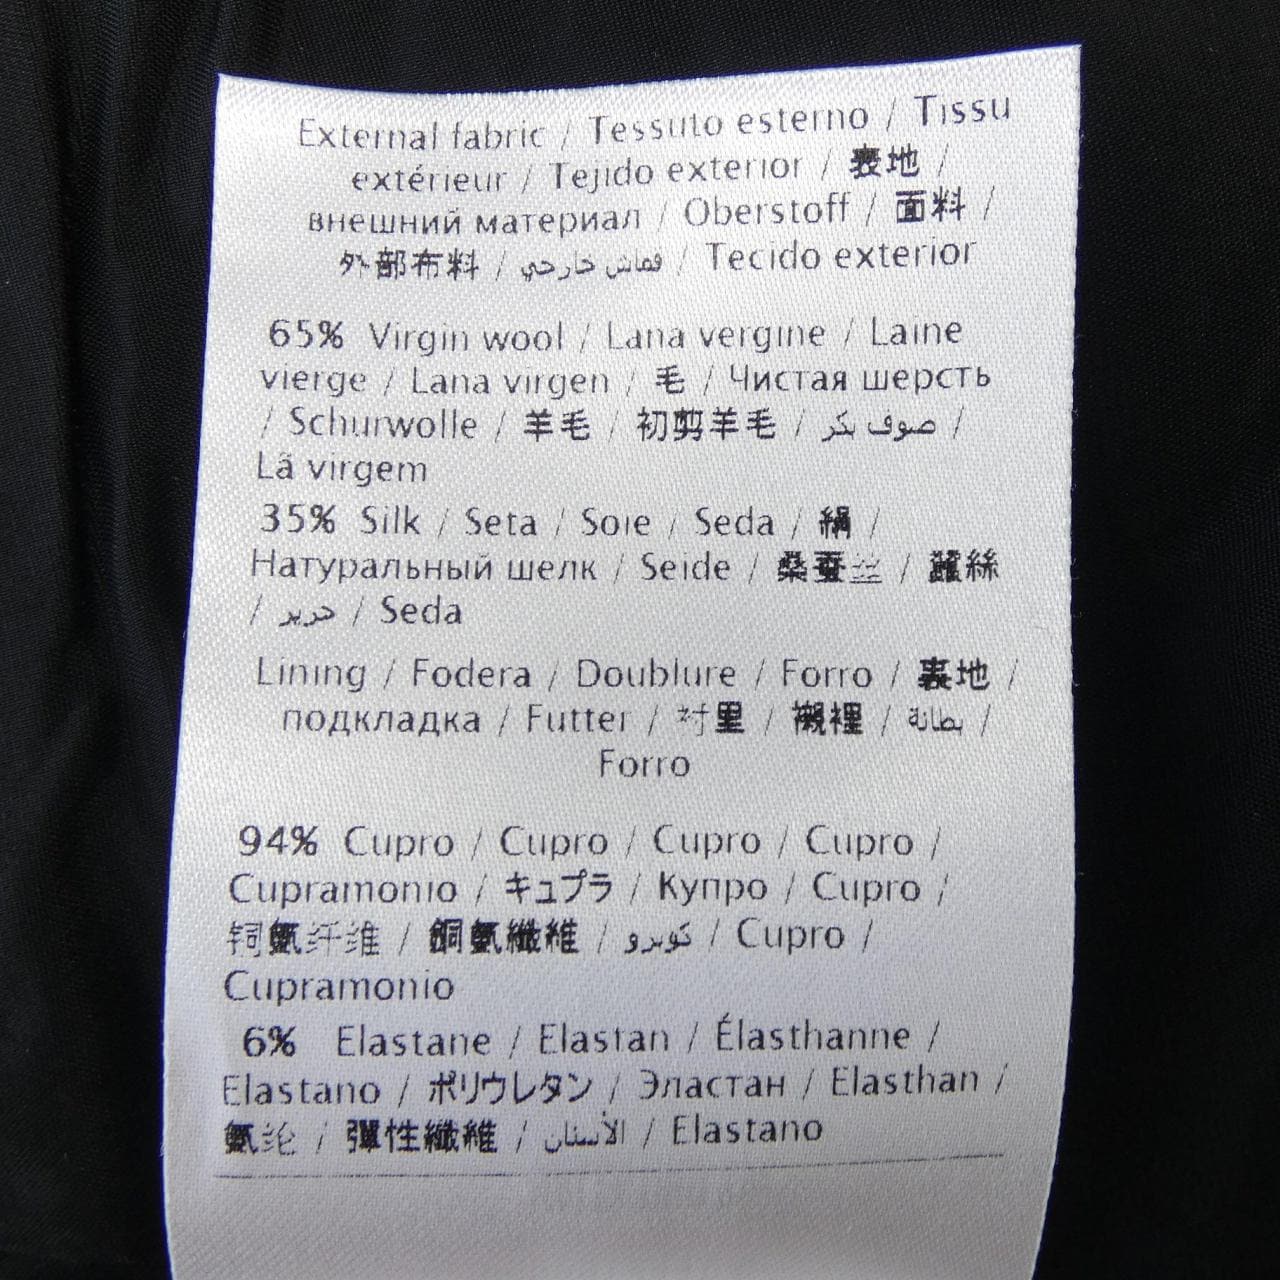 External fabric / Tessuto esterno / Tissu
extérieur / Tejido exterior / 表地 /
внешний материал / Oberstoff / 面料 /
外部布料 / قماش خارجي / Tecido exterior
65% Virgin wool / Lana vergine / Laine
vierge / Lana virgen / 毛 / Чистая шерсть
/ Schurwolle / 羊毛 / 初剪羊毛 / صوف بكر /
Lã virgem
35% Silk / Seta / Soie / Seda / 絹 /
Натуральный шелк / Seide / 桑蚕丝 / 蠶絲
/ حرير / Seda
Lining / Fodera / Doublure / Forro / 裏地 /
подкладка / Futter / 衬里 / 襯裡 / بطانة /
Forro
94% Cupro / Cupro / Cupro / Cupro /
Cupramonio / キュプラ / Купро / Cupro /
铜氨纤维 / 銅氨纖維 / كوبرو / Cupro /
Cupramonio
6% Elastane / Elastan / Élasthanne /
Elastano / ポリウレタン / Эластан / Elasthan /
氨纶 / 彈性纖維 / الأستان / Elastano